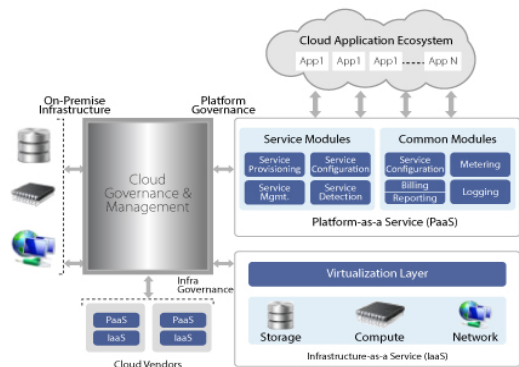 Cloud Application Ecosystem
App1 App1 App1 App N
On-Premise
Infrastructure
Platform
Governance
Cloud
Governance &
Management
Service Modules
Service
Provisioning
Service
Configuration
Service
Mgmt.
Service
Detection
Common Modules
Service
Configuration
Metering
Billing
Reporting
Logging
Platform-as-a Service (PaaS)
Infra
Governance
PaaS PaaS
IaaS IaaS
Cloud Vendors
Virtualization Layer
Storage Compute Network
Infrastructure-as-a Service (IaaS)